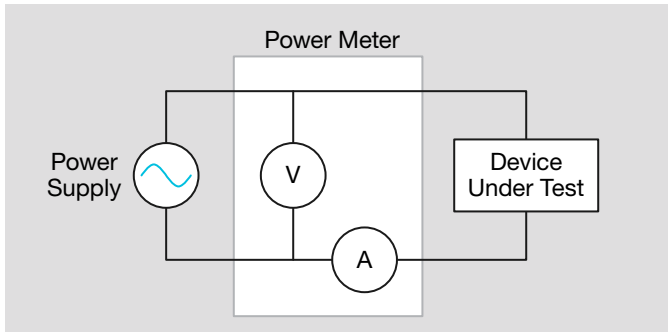 Power Meter
Power
Supply
V
Device
Under Test
A